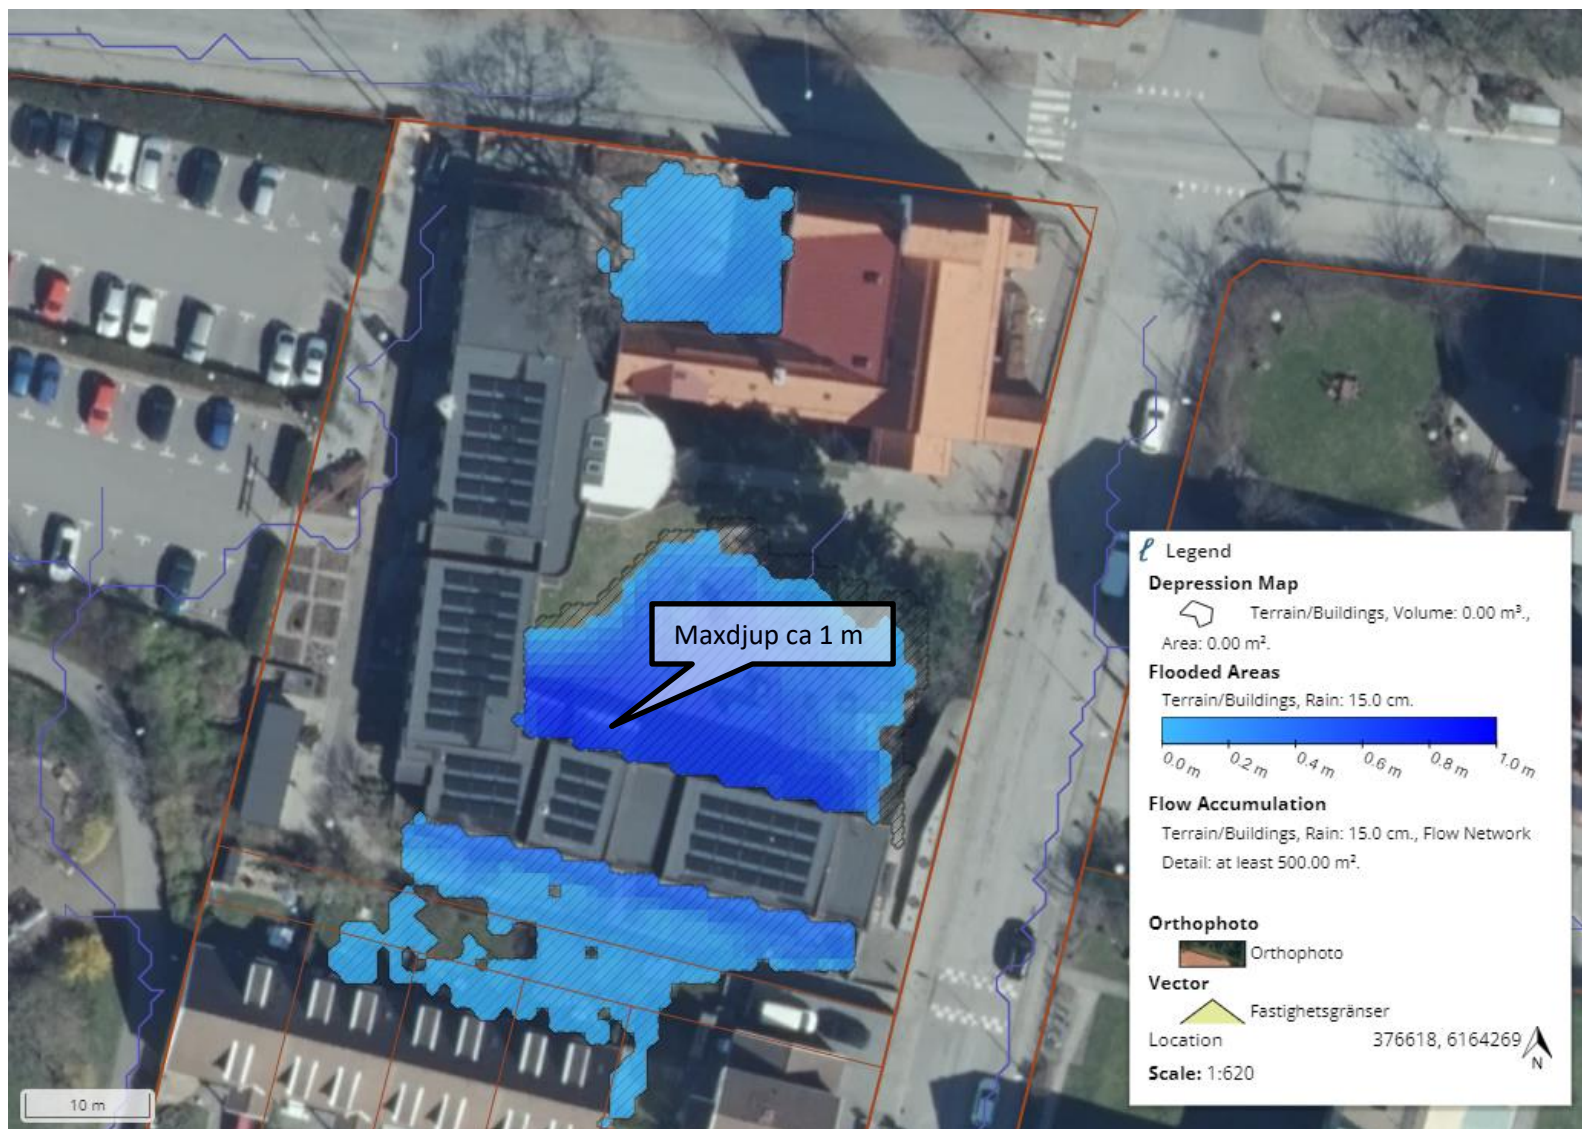 Maxdjup ca 1 m
Legend
Depression Map
Terrain/Buildings, Volume: 0.00 m³.,
Area: 0.00 m².
Flooded Areas
Terrain/Buildings, Rain: 15.0 cm.
0.0 m 0.2 m 0.4 m 0.6 m 0.8 m 1.0 m
Flow Accumulation
Terrain/Buildings, Rain: 15.0 cm., Flow Network
Detail: at least 500.00 m².
Orthophoto
Orthophoto
Vector
Fastighetsgränser
Location 376618, 6164269
N
Scale: 1:620
10 m